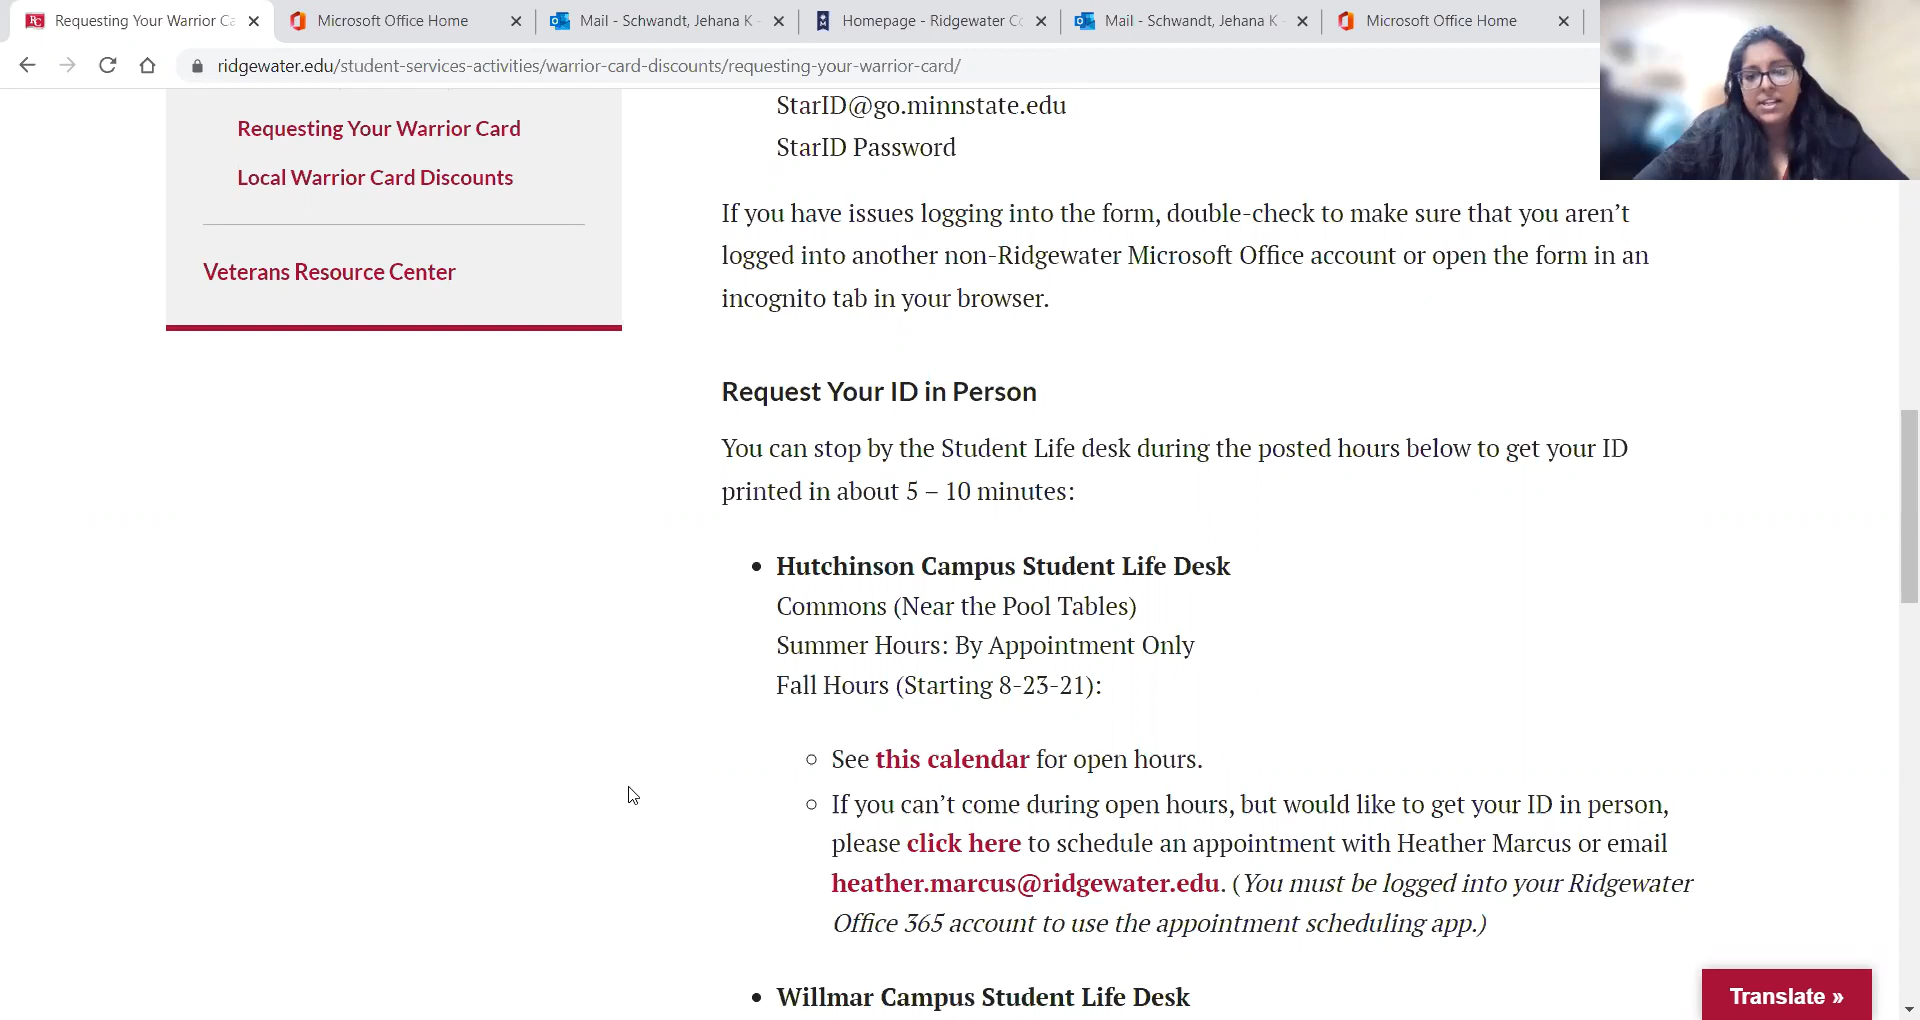 Requesting Your Warrior Ca
Microsoft Office Home
Mail - Schwandt, Jehana K -
Homepage - Ridgewater Co
Mail - Schwandt, Jehana K -
Microsoft Office Home
ridgewater.edu/student-services-activities/warrior-card-discounts/requesting-your-warrior-card/
Requesting Your Warrior Card
Local Warrior Card Discounts
Veterans Resource Center
StarID@go.minnstate.edu
StarID Password
If you have issues logging into the form, double-check to make sure that you aren’t
logged into another non-Ridgewater Microsoft Office account or open the form in an
incognito tab in your browser.
Request Your ID in Person
You can stop by the Student Life desk during the posted hours below to get your ID
printed in about 5 – 10 minutes:
• Hutchinson Campus Student Life Desk
Commons (Near the Pool Tables)
Summer Hours: By Appointment Only
Fall Hours (Starting 8-23-21):
See this calendar for open hours.
If you can’t come during open hours, but would like to get your ID in person,
please click here to schedule an appointment with Heather Marcus or email
heather.marcus@ridgewater.edu. (You must be logged into your Ridgewater
Office 365 account to use the appointment scheduling app.)
• Willmar Campus Student Life Desk
Translate »